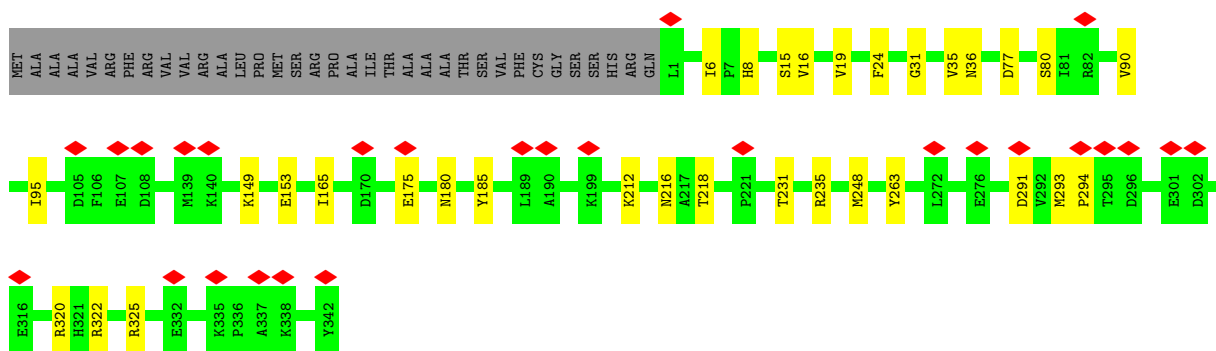 MET ALA ALA ALA ALA VAL ARG PHE ARG VAL VAL ARG ALA LEU PRO MET SER ARG PRO ALA ILE THR ALA ALA ALA THR SER VAL PHE CYS GLY SER SER HIS ARG GLN L1 I6 P7 H8 S15 V16 V19 F24 G31 V35 N36 D77 S80 I81 R82 V90
I95 D105 F106 E107 D108 M139 K140 K149 E153 I165 D170 E175 N180 Y185 L189 A190 K199 K212 N216 A217 T218 P221 T231 R235 M248 Y263 L272 E276 D291 V292 M293 P294 T295 D296 E301 D302
E316 R320 H321 R322 R325 E332 K335 P336 A337 K338 Y342